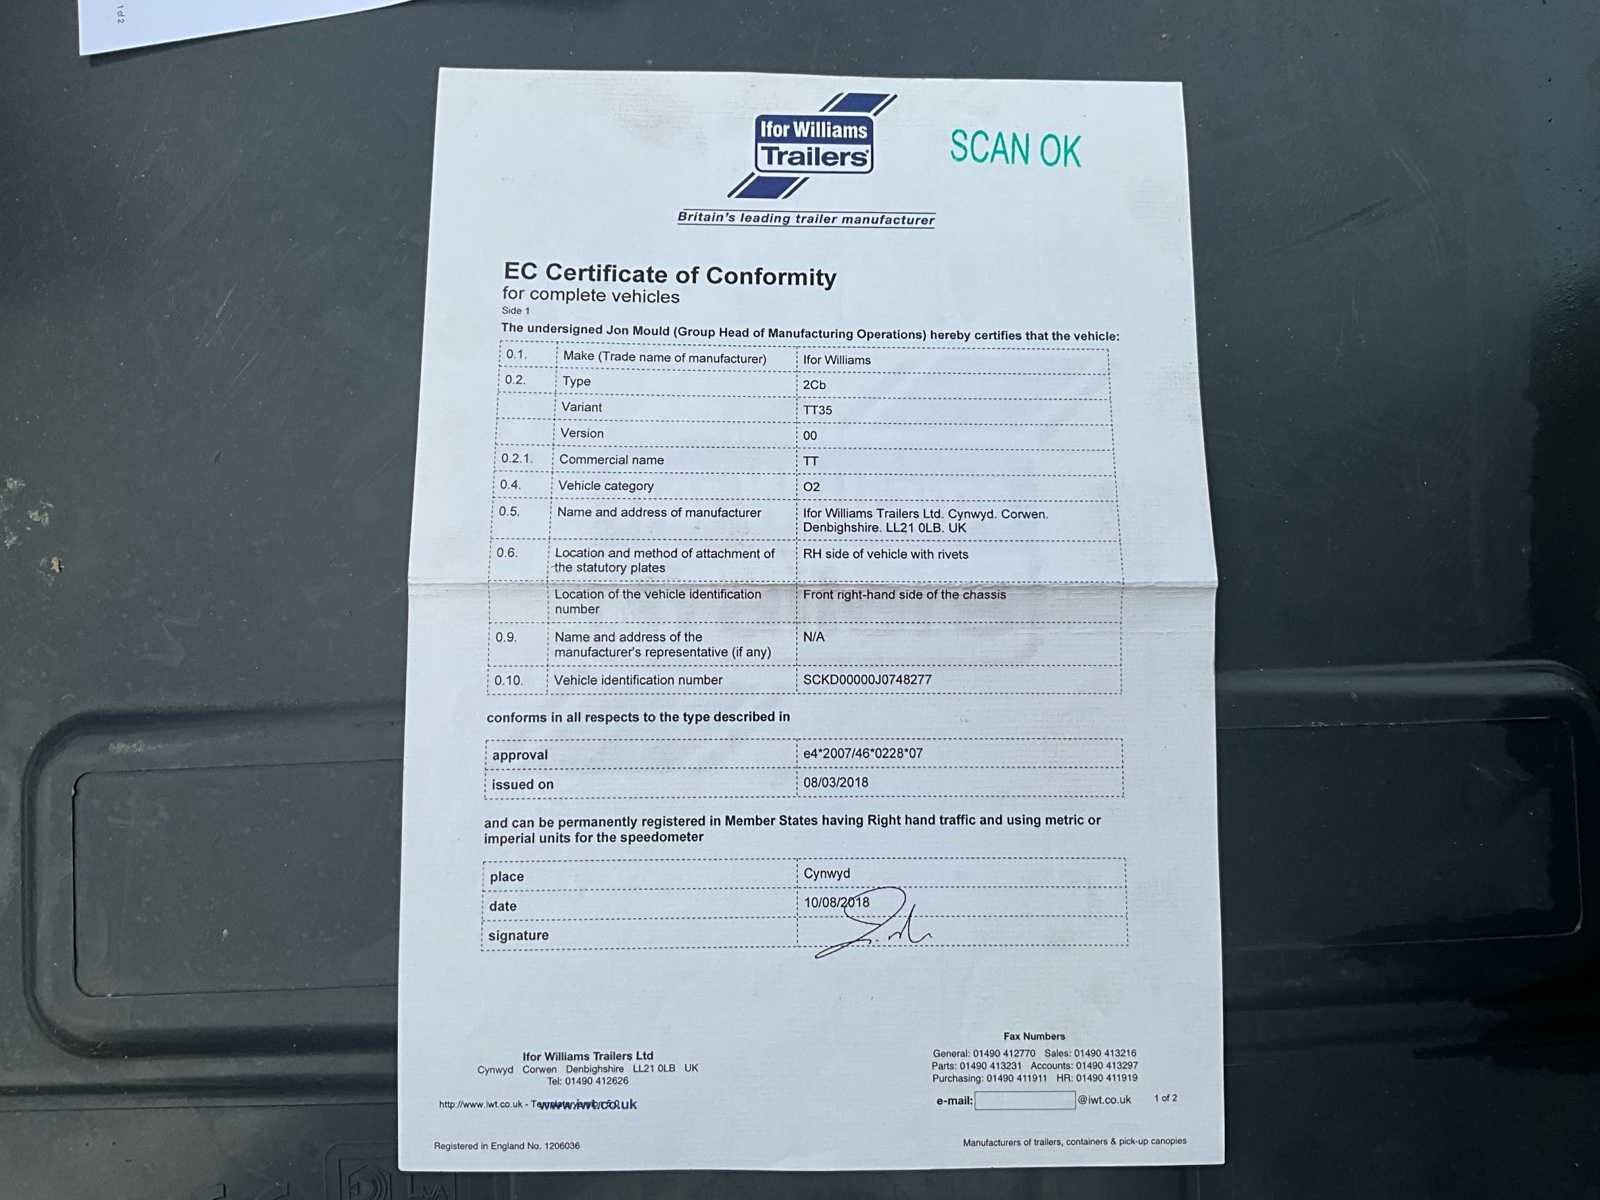 1 of 2
Ifor Williams
Trailers
SCAN OK
Britain's leading trailer manufacturer
EC Certificate of Conformity
for complete vehicles
Side 1
The undersigned Jon Mould (Group Head of Manufacturing Operations) hereby certifies that the vehicle:
0.1. Make (Trade name of manufacturer) Ifor Williams
0.2. Type 2Cb
Variant TT35
Version 00
0.2.1. Commercial name TT
0.4. Vehicle category O2
0.5. Name and address of manufacturer Ifor Williams Trailers Ltd. Cynwyd. Corwen.
Denbighshire. LL21 0LB. UK
0.6. Location and method of attachment of RH side of vehicle with rivets
the statutory plates
Location of the vehicle identification Front right-hand side of the chassis
number
0.9. Name and address of the N/A
manufacturer's representative (if any)
0.10. Vehicle identification number SCKD00000J0748277
conforms in all respects to the type described in
approval e4*2007/46*0228*07
issued on 08/03/2018
and can be permanently registered in Member States having Right hand traffic and using metric or
imperial units for the speedometer
place Cynwyd
date 10/08/2018
signature
Ifor Williams Trailers Ltd
Cynwyd Corwen Denbighshire LL21 0LB UK
Tel: 01490 412626
http://www.iwt.co.uk - www.iwt.co.uk
Registered in England No. 1206036
Fax Numbers
General: 01490 412770 Sales: 01490 413216
Parts: 01490 413231 Accounts: 01490 413297
Purchasing: 01490 411911 HR: 01490 411919
e-mail: @iwt.co.uk 1 of 2
Manufacturers of trailers, containers & pick-up canopies